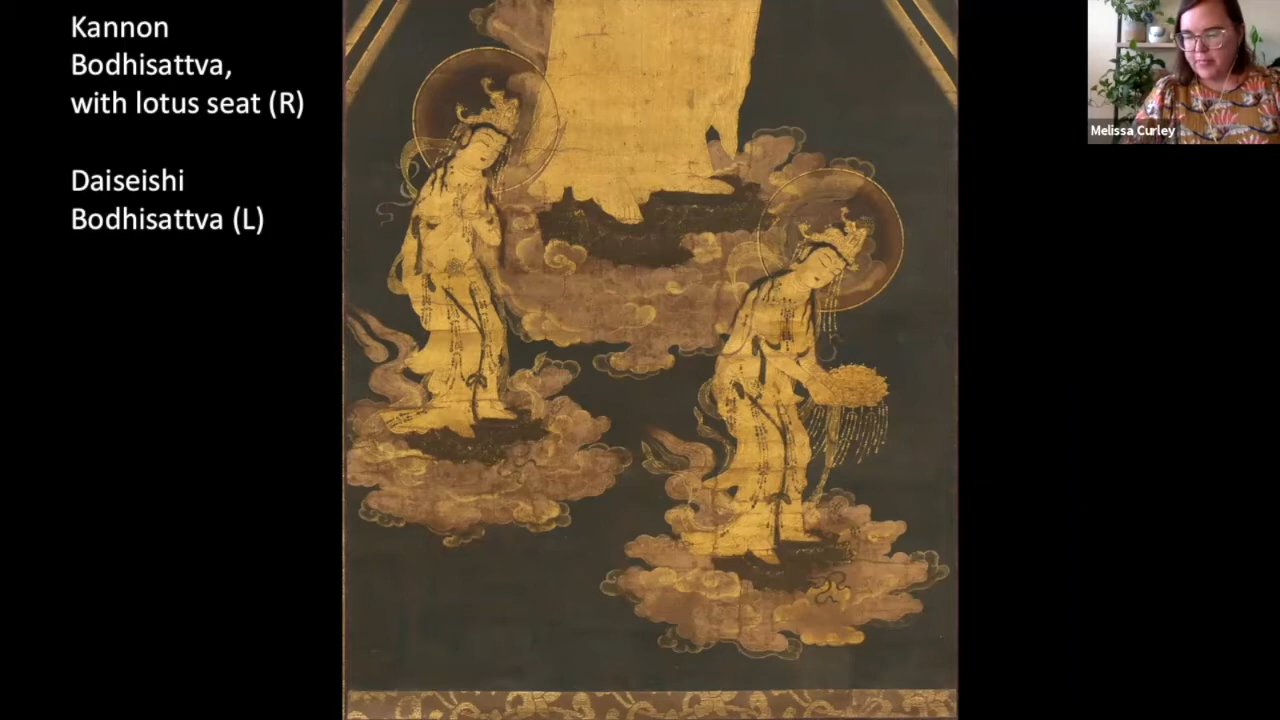 Kannon
Bodhisattva,
with lotus seat (R)
Daiseishi
Bodhisattva (L)
Melissa Curley